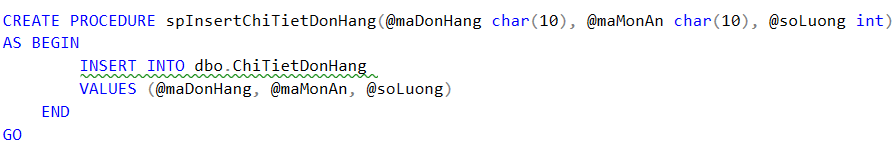 CREATE PROCEDURE spInsertChiTietDonHang(@maDonHang char(10), @maMonAn char(10), @soLuong int)
AS BEGIN
INSERT INTO dbo.ChiTietDonHang
VALUES (@maDonHang, @maMonAn, @soLuong)
END
GO